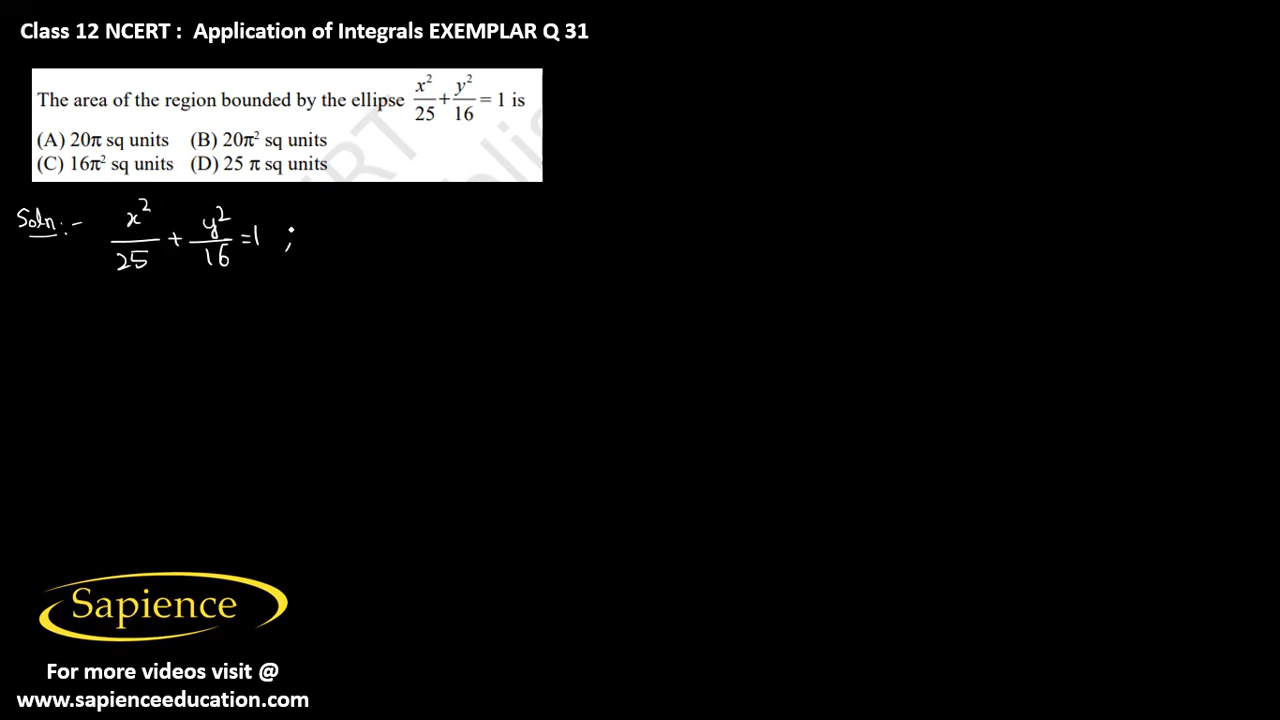 Class 12 NCERT : Application of Integrals EXEMPLAR Q 31
The area of the region bounded by the ellipse x²/25 + y²/16 = 1 is
(A) 20π sq units (B) 20π² sq units
(C) 16π² sq units (D) 25 π sq units
Soln:- x²/25 + y²/16 = 1 ;
Sapience
For more videos visit @
www.sapienceeducation.com